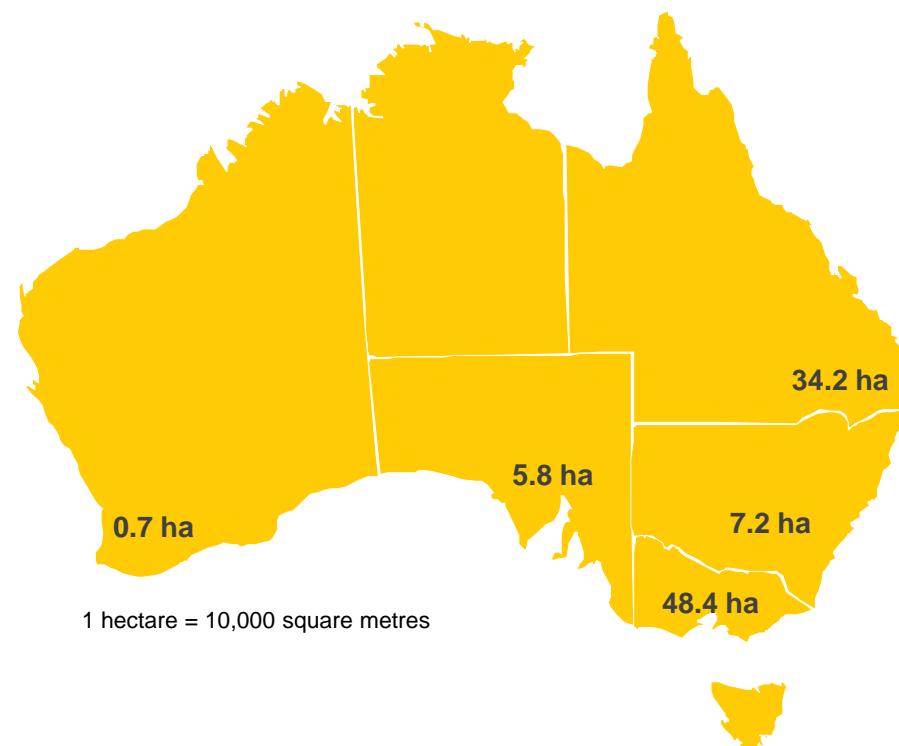 34.2 ha
5.8 ha
0.7 ha
7.2 ha
48.4 ha
1 hectare = 10,000 square metres